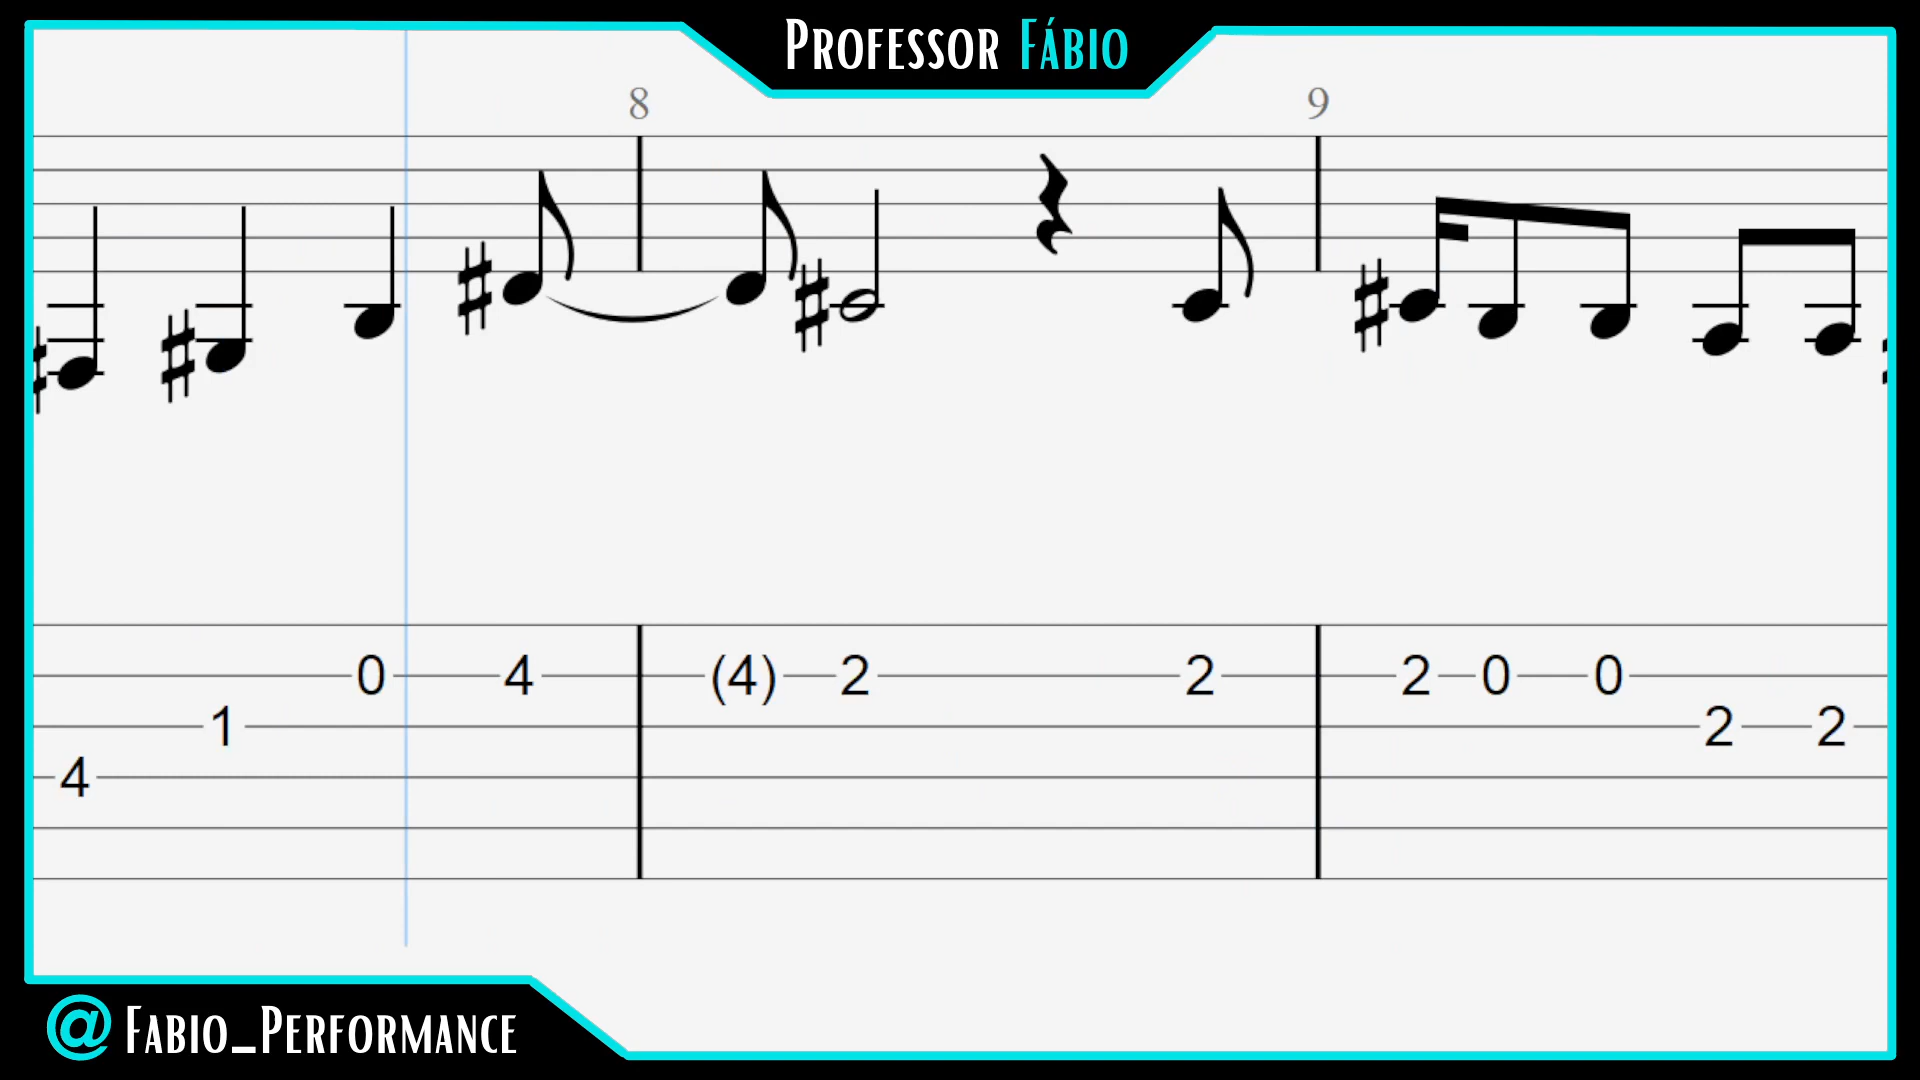 PROFESSOR FÁBIO
8 9
0 4 (4) 2 2 2 0 0
1 2 2
4
@FABIO_PERFORMANCE